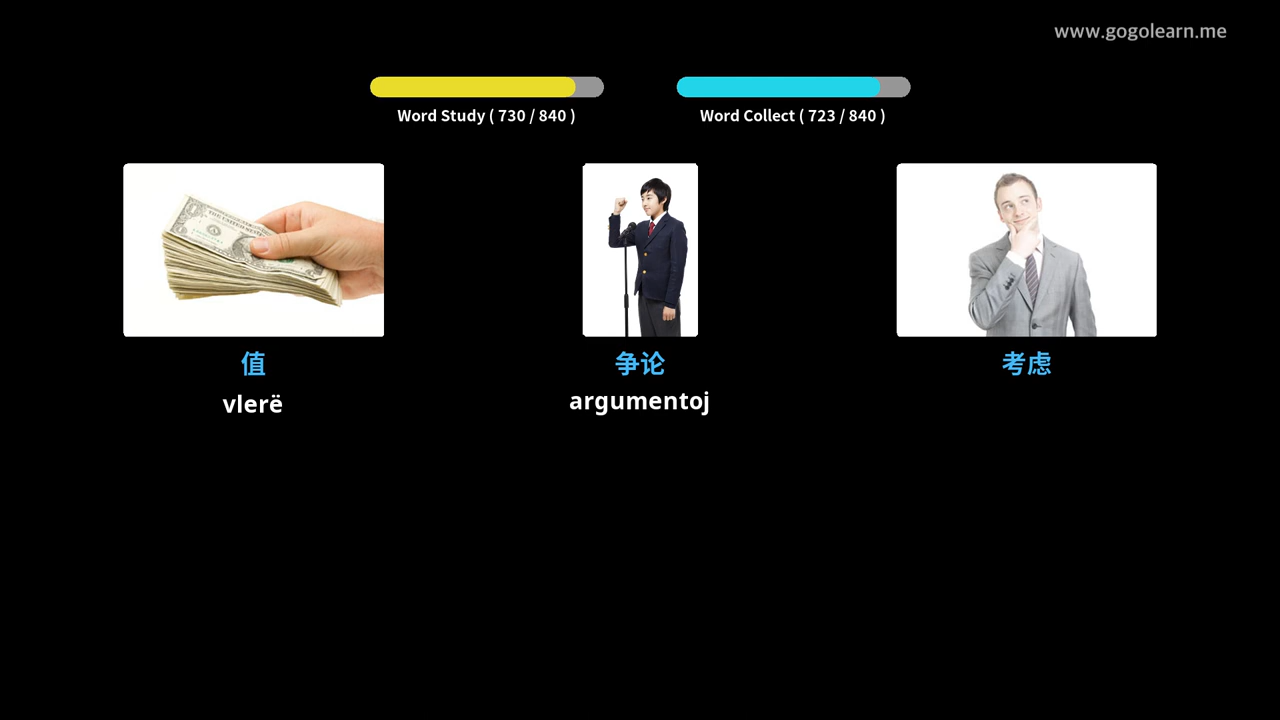 www.gogolearn.me
Word Study ( 730 / 840 )
Word Collect ( 723 / 840 )
值
争论
考虑
vlerë
argumentoj